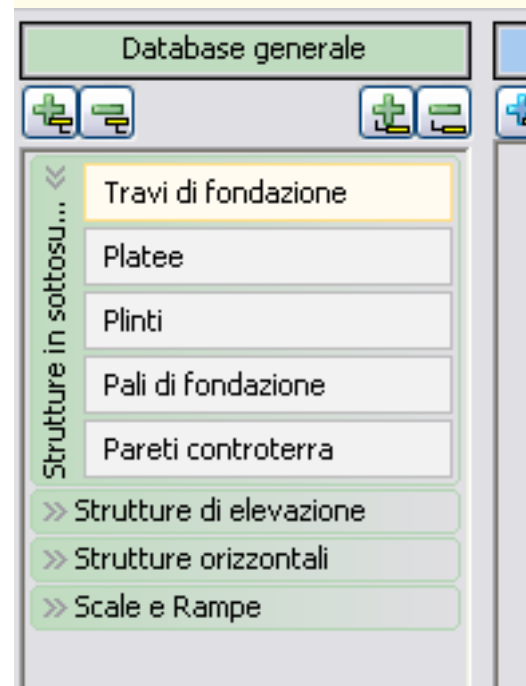 Database generale
Strutture in sottosu...
Travi di fondazione
Platee
Plinti
Pali di fondazione
Pareti controterra
Strutture di elevazione
Strutture orizzontali
Scale e Rampe